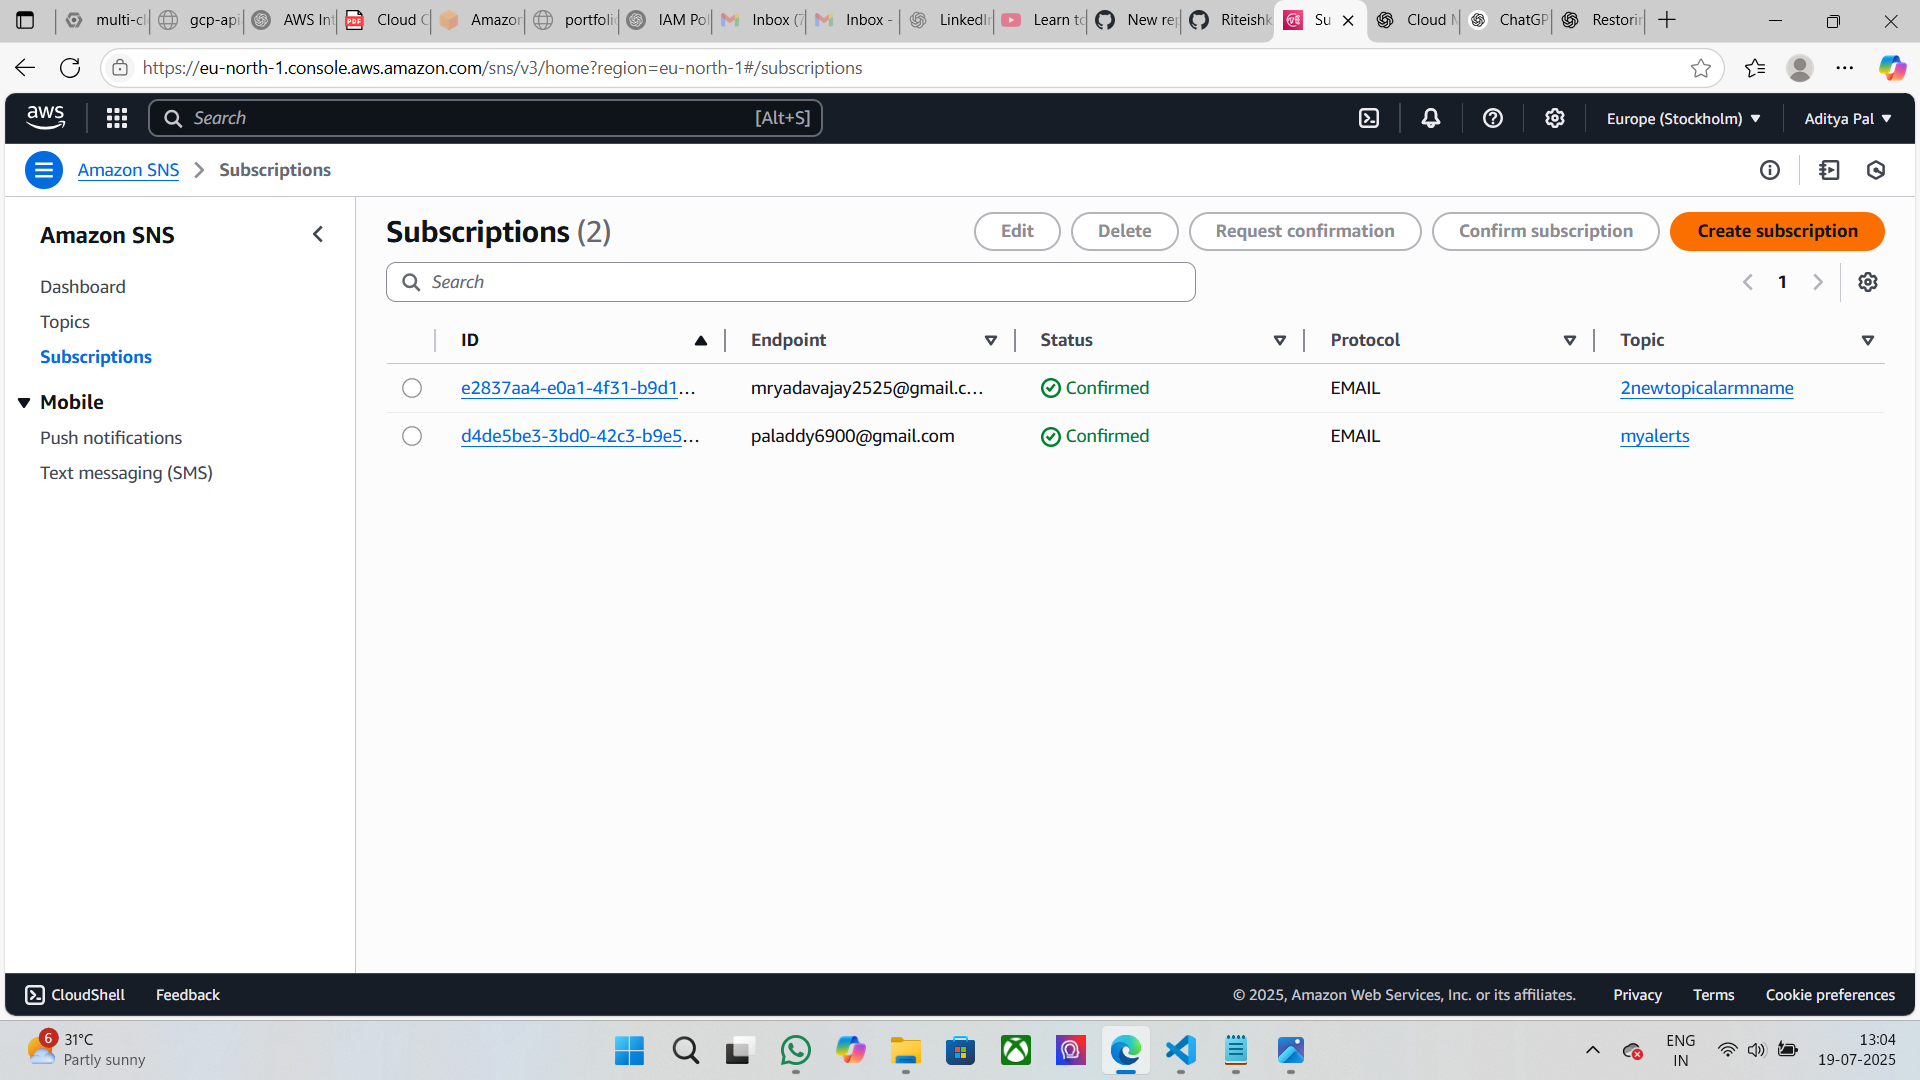 multi-cl
gcp-api
AWS Int
Cloud C
Amazon
portfolio
IAM Pol
Inbox (7
Inbox -
LinkedIn
Learn to
New rep
Riteishk
Su
Cloud M
ChatGP
Restorin
https://eu-north-1.console.aws.amazon.com/sns/v3/home?region=eu-north-1#/subscriptions
aws
Search
[Alt+S]
Europe (Stockholm)
Aditya Pal
Amazon SNS
Subscriptions
Amazon SNS
Dashboard
Topics
Subscriptions
Mobile
Push notifications
Text messaging (SMS)
Subscriptions (2)
Edit
Delete
Request confirmation
Confirm subscription
Create subscription
Search
1
ID Endpoint Status Protocol Topic
e2837aa4-e0a1-4f31-b9d1... mryadavajay2525@gmail.c... Confirmed EMAIL 2newtopicalarmname
d4de5be3-3bd0-42c3-b9e5... paladdy6900@gmail.com Confirmed EMAIL myalerts
CloudShell
Feedback
© 2025, Amazon Web Services, Inc. or its affiliates.
Privacy
Terms
Cookie preferences
6
31°C
Partly sunny
ENG
IN
13:04
19-07-2025